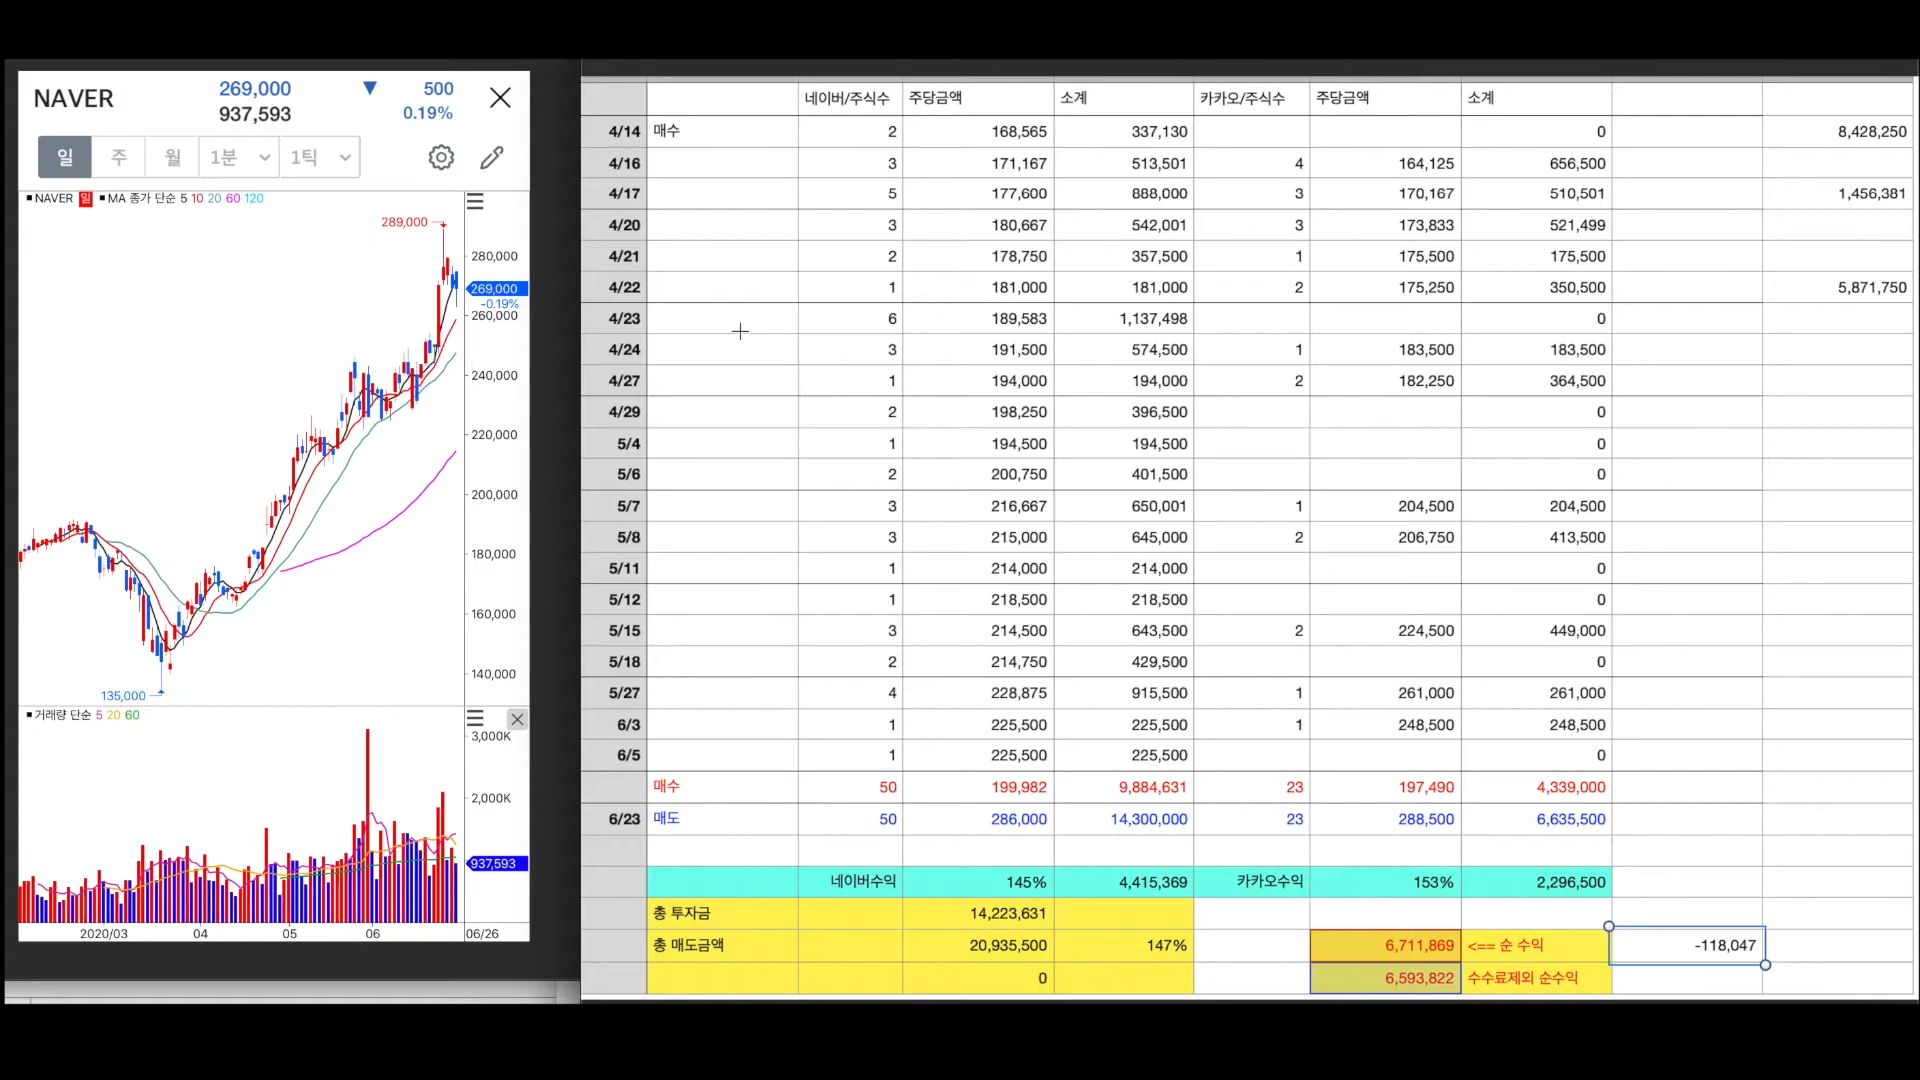 NAVER 269,000 ▼ 500
937,593 0.19%
일 주 월 1분 1틱
■NAVER 일 ■MA 종가 단순 5 10 20 60 120
289,000
280,000
269,000
-0.19%
260,000
240,000
220,000
200,000
180,000
160,000
140,000
135,000
■거래량 단순 5 20 60
3,000K
2,000K
937,593
2020/03 04 05 06 06/26
네이버/주식수 주당금액 소계 카카오/주식수 주당금액 소계
4/14 매수 2 168,565 337,130 0 8,428,250
4/16 3 171,167 513,501 4 164,125 656,500
4/17 5 177,600 888,000 3 170,167 510,501 1,456,381
4/20 3 180,667 542,001 3 173,833 521,499
4/21 2 178,750 357,500 1 175,500 175,500
4/22 1 181,000 181,000 2 175,250 350,500 5,871,750
4/23 6 189,583 1,137,498 0
4/24 3 191,500 574,500 1 183,500 183,500
4/27 1 194,000 194,000 2 182,250 364,500
4/29 2 198,250 396,500 0
5/4 1 194,500 194,500 0
5/6 2 200,750 401,500 0
5/7 3 216,667 650,001 1 204,500 204,500
5/8 3 215,000 645,000 2 206,750 413,500
5/11 1 214,000 214,000 0
5/12 1 218,500 218,500 0
5/15 3 214,500 643,500 2 224,500 449,000
5/18 2 214,750 429,500 0
5/27 4 228,875 915,500 1 261,000 261,000
6/3 1 225,500 225,500 1 248,500 248,500
6/5 1 225,500 225,500 0
매수 50 199,982 9,884,631 23 197,490 4,339,000
6/23 매도 50 286,000 14,300,000 23 288,500 6,635,500
네이버수익 145% 4,415,369 카카오수익 153% 2,296,500
총 투자금 14,223,631
총 매도금액 20,935,500 147% 6,711,869 <== 순 수익 -118,047
0 6,593,822 수수료제외 순수익